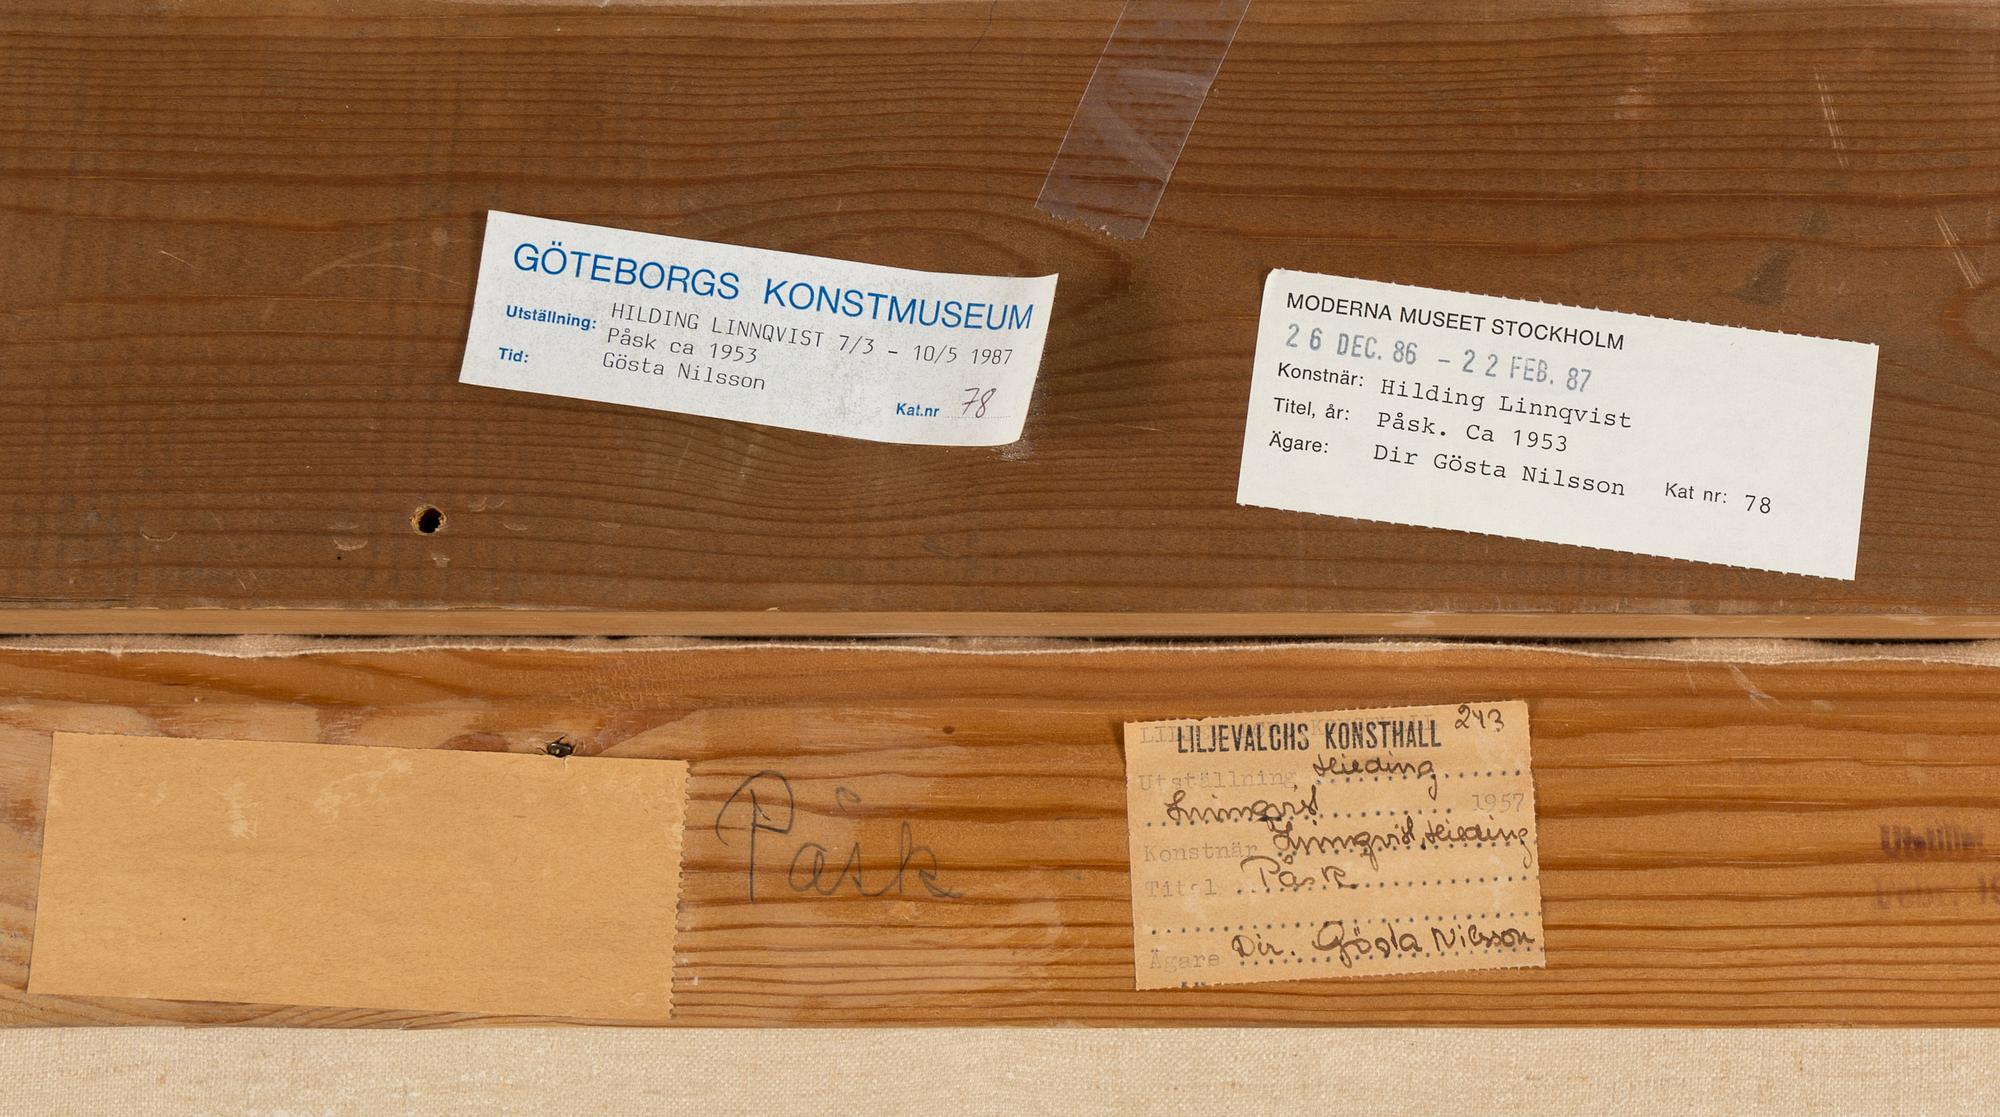 GÖTEBORGS KONSTMUSEUM
Utställning: HILDING LINNQVIST 7/3 - 10/5 1987
Påsk ca 1953
Tid: Gösta Nilsson
Kat.nr 78
MODERNA MUSEET STOCKHOLM
26 DEC. 86 - 22 FEB. 87
Konstnär: Hilding Linnqvist
Titel, år: Påsk. Ca 1953
Ägare: Dir Gösta Nilsson Kat nr: 78
Påsk
243
LILJEVALCHS KONSTHALL
Utställning Hilding
Linnqvist 1957
Konstnär Linnqvist, Hilding
Titel Påsk
Ägare Dir. Gösta Nilsson